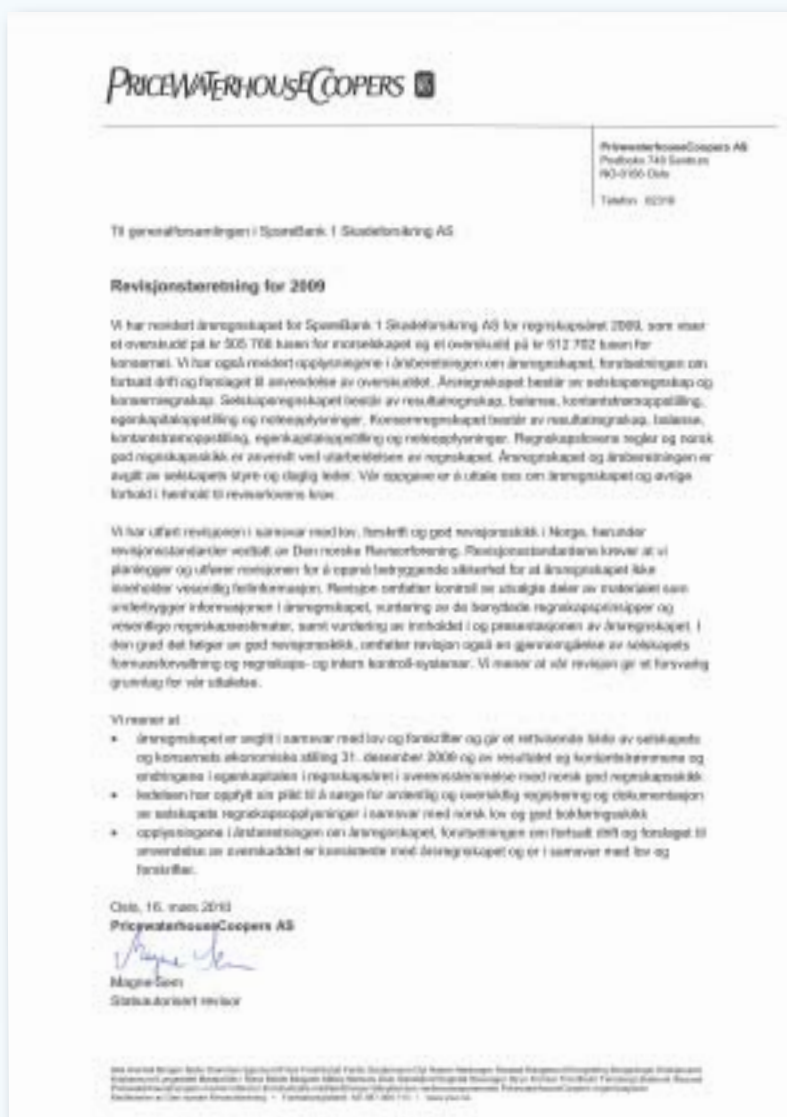 PRICEWATERHOUSECOOPERS
PricewaterhouseCoopers AS
Postboks 748 Sentrum
NO-0106 Oslo
Telefon 02316
Til generalforsamlingen i SpareBank 1 Skadeforsikring AS
Revisjonsberetning for 2009
Vi har revidert årsregnskapet for SpareBank 1 Skadeforsikring AS for regnskapsåret 2009, som viser
et overskudd på kr 505 766 tusen for morselskapet og et overskudd på kr 512 702 tusen for
konsernet. Vi har også revidert opplysningene i årsberetningen om årsregnskapet, forutsetningen om
fortsatt drift og forslaget til anvendelse av overskuddet. Årsregnskapet består av selskapsregnskap og
konsernregnskap. Selskapsregnskapet består av resultatregnskap, balanse, kontantstrømoppstilling,
egenkapitaloppstilling og noteopplysninger. Konsernregnskapet består av resultatregnskap, balanse,
kontantstrømoppstilling, egenkapitaloppstilling og noteopplysninger. Regnskapslovens regler og norsk
god regnskapsskikk er anvendt ved utarbeidelsen av regnskapet. Årsregnskapet og årsberetningen er
avgitt av selskapets styre og daglig leder. Vår oppgave er å uttale oss om årsregnskapet og øvrige
forhold i henhold til revisorlovens krav.
Vi har utført revisjonen i samsvar med lov, forskrift og god revisjonsskikk i Norge, herunder
revisjonsstandarder vedtatt av Den norske Revisorforening. Revisjonsstandardene krever at vi
planlegger og utfører revisjonen for å oppnå betryggende sikkerhet for at årsregnskapet ikke
inneholder vesentlig feilinformasjon. Revisjon omfatter kontroll av utvalgte deler av materialet som
underbygger informasjonen i årsregnskapet, vurdering av de benyttede regnskapsprinsipper og
vesentlige regnskapsestimater, samt vurdering av innholdet i og presentasjonen av årsregnskapet. I
den grad det følger av god revisjonsskikk, omfatter revisjon også en gjennomgåelse av selskapets
formuesforvaltning og regnskaps- og intern kontroll-systemer. Vi mener at vår revisjon gir et forsvarlig
grunnlag for vår uttalelse.
Vi mener at
• årsregnskapet er avgitt i samsvar med lov og forskrifter og gir et rettvisende bilde av selskapets
og konsernets økonomiske stilling 31. desember 2009 og av resultatet og kontantstrømmene og
endringene i egenkapitalen i regnskapsåret i overensstemmelse med norsk god regnskapsskikk
• ledelsen har oppfylt sin plikt til å sørge for ordentlig og oversiktlig registrering og dokumentasjon
av selskapets regnskapsopplysninger i samsvar med norsk lov og god bokføringsskikk
• opplysningene i årsberetningen om årsregnskapet, forutsetningen om fortsatt drift og forslaget til
anvendelse av overskuddet er konsistente med årsregnskapet og er i samsvar med lov og
forskrifter.
Oslo, 16. mars 2010
PricewaterhouseCoopers AS
Magne Sem
Magne Sem
Statsautorisert revisor